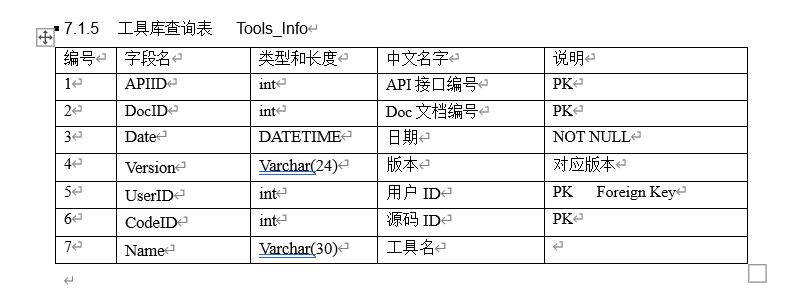 7.1.5 工具库查询表 Tools_Info
编号 字段名 类型和长度 中文名字 说明
1 APIID int API 接口编号 PK
2 DocID int Doc 文档编号 PK
3 Date DATETIME 日期 NOT NULL
4 Version Varchar(24) 版本 对应版本
5 UserID int 用户 ID PK Foreign Key
6 CodeID int 源码 ID PK
7 Name Varchar(30) 工具名